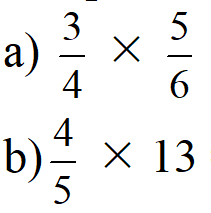 a) 3/4 × 5/6
b) 4/5 × 13